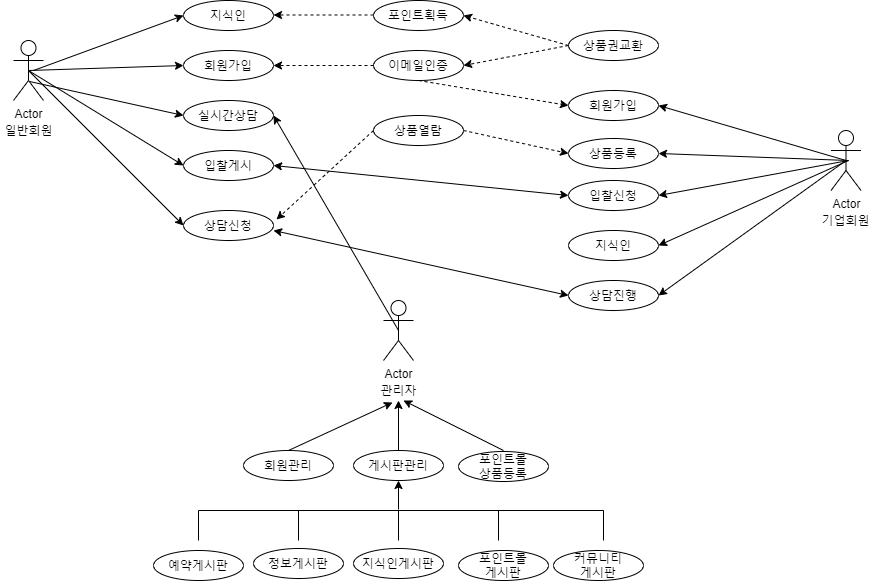 지식인
포인트획득
상품권교환
Actor
일반회원
회원가입
이메일인증
실시간상담
상품열람
회원가입
입찰게시
상품등록
Actor
기업회원
입찰신청
상담신청
지식인
상담진행
Actor
관리자
회원관리
게시판관리
포인트몰
상품등록
예약게시판
정보게시판
지식인게시판
포인트몰
게시판
커뮤니티
게시판